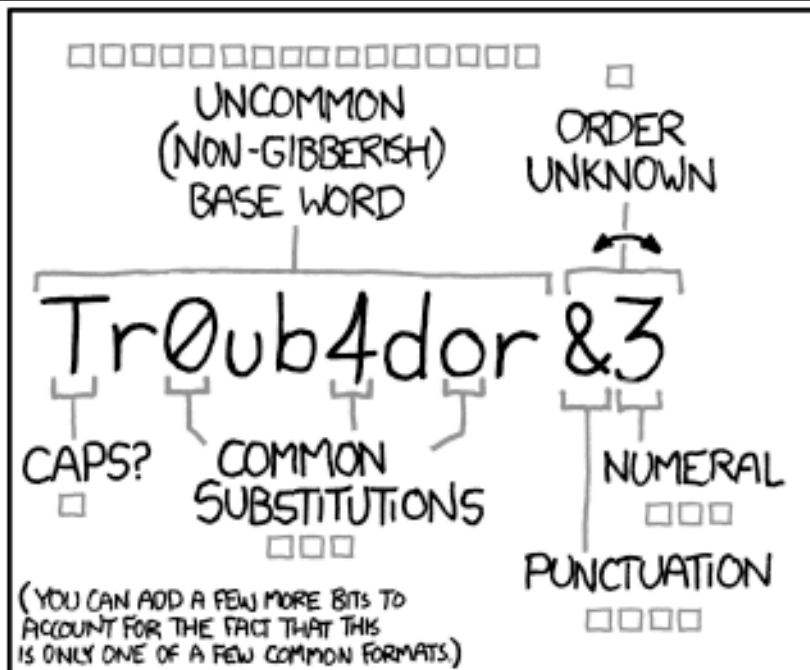 UNCOMMON
(NON-GIBBERISH)
BASE WORD
ORDER
UNKNOWN
Tr0ub4dor &3
CAPS?
COMMON
SUBSTITUTIONS
NUMERAL
PUNCTUATION
(YOU CAN ADD A FEW MORE BITS TO
ACCOUNT FOR THE FACT THAT THIS
IS ONLY ONE OF A FEW COMMON FORMATS.)